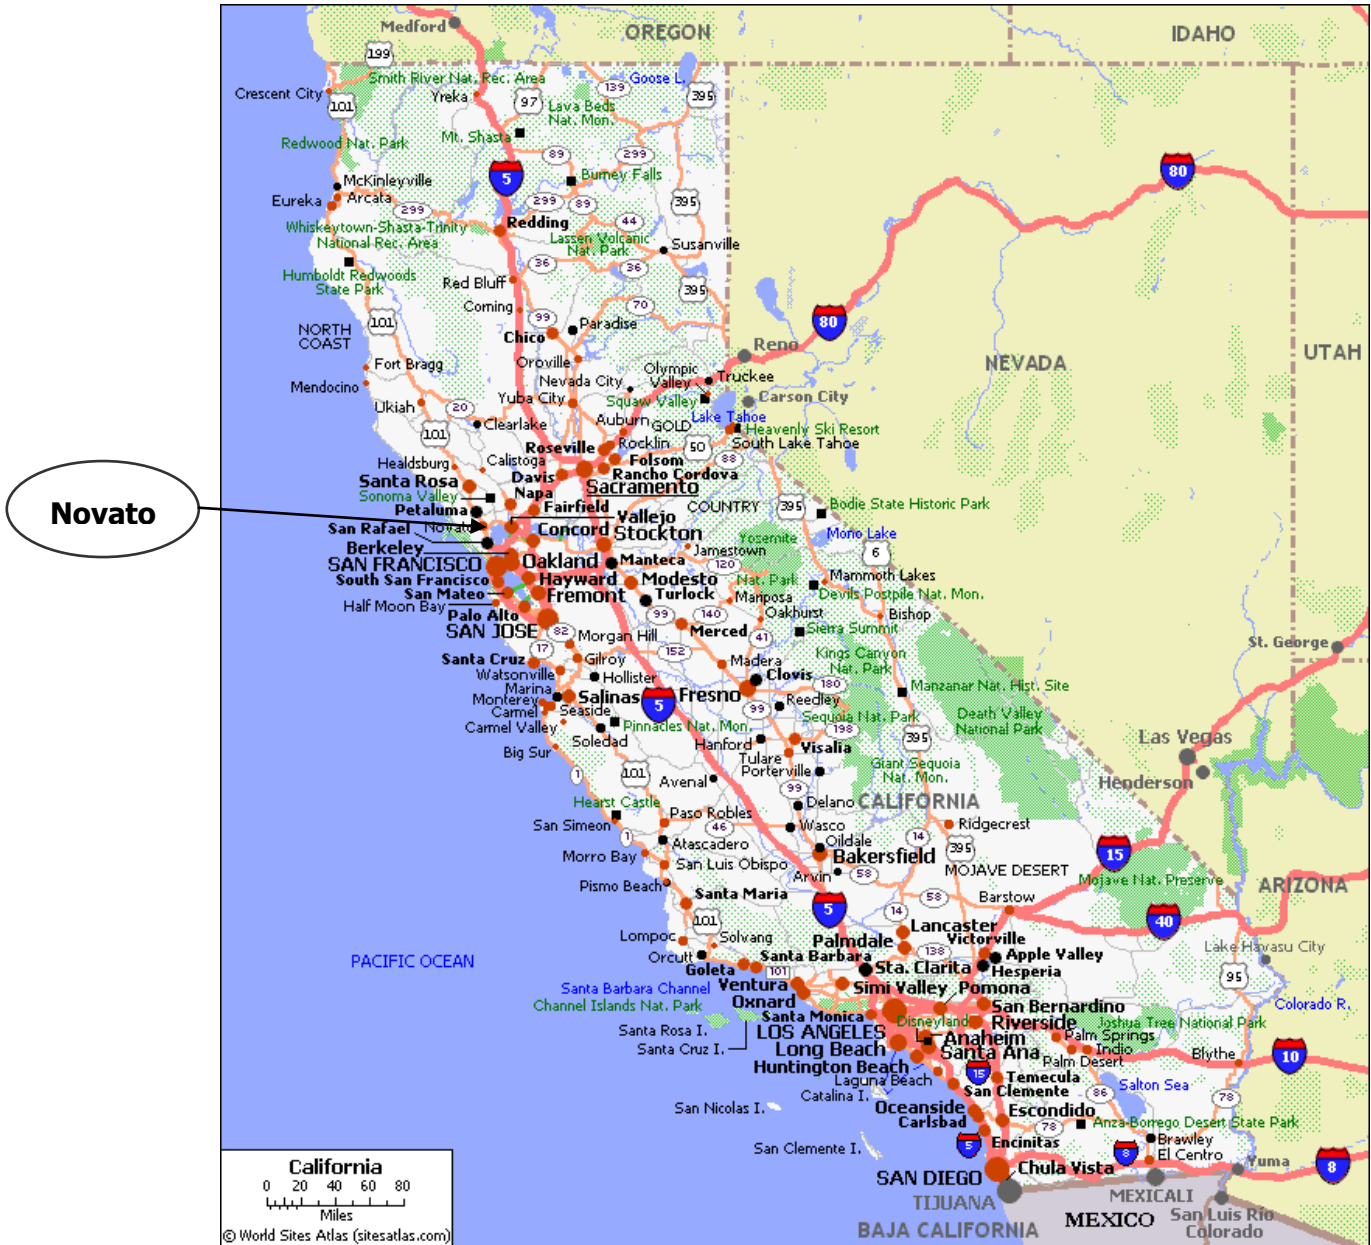 Medford
OREGON
IDAHO
199
Smith River Nat. Rec. Area
Goose L.
139
395
Crescent City
101
Yreka
97
Lava Beds
Nat. Mon.
Mt. Shasta
Redwood Nat. Park
89
299
80
5
Burney Falls
McKinleyville
Arcata
Eureka
299
299
89
395
44
Whiskeytown-Shasta-Trinity
National Rec. Area
Redding
Lassen Volcanic
Nat. Park
Susanville
36
36
Humboldt Redwoods
State Park
Red Bluff
395
Corning
70
99
80
NORTH
COAST
101
Paradise
Chico
Reno
Fort Bragg
Oroville
Olympic
Valley
NEVADA
UTAH
Mendocino
Nevada City
Truckee
Squaw Valley
Carson City
Ukiah
20
Yuba City
Lake Tahoe
Clearlake
Auburn
GOLD
Heavenly Ski Resort
101
Rocklin
50
South Lake Tahoe
Roseville
Folsom
88
Healdsburg
Calistoga
Rancho Cordova
Davis
Santa Rosa
Sacramento
Sonoma Valley
Napa
Novato
Petaluma
Fairfield
COUNTRY
395
Bodie State Historic Park
Vallejo
San Rafael
Concord
Stockton
Mono Lake
Berkeley
Yosemite
Nat. Park
6
SAN FRANCISCO
Oakland
Manteca
Jamestown
120
South San Francisco
Hayward
Modesto
Mammoth Lakes
San Mateo
Fremont
Turlock
Mariposa
Devils Postpile Nat. Mon.
Half Moon Bay
99
140
Oakhurst
Bishop
Palo Alto
SAN JOSE
82
Merced
41
Sierra Summit
Morgan Hill
St. George
17
152
Kings Canyon
Nat. Park
Santa Cruz
Gilroy
Madera
Watsonville
Hollister
Clovis
180
Manzanar Nat. Hist. Site
Marina
Salinas
5
Fresno
Monterey
Reedley
Carmel
Seaside
99
Sequoia Nat. Park
Death Valley
National Park
Carmel Valley
Pinnacles Nat. Mon.
198
Soledad
Hanford
Visalia
395
Las Vegas
Big Sur
Tulare
Giant Sequoia
Nat. Mon.
1
101
Porterville
Henderson
Avenal
99
Hearst Castle
Delano
CALIFORNIA
Paso Robles
San Simeon
46
Wasco
Ridgecrest
1
14
Atascadero
Oildale
395
15
Morro Bay
San Luis Obispo
Bakersfield
Arvin
58
MOJAVE DESERT
Mojave Nat. Preserve
Pismo Beach
ARIZONA
Santa Maria
58
Barstow
101
5
14
40
Lompoc
Solvang
Lancaster
Palmdale
Victorville
Lake Havasu City
Orcutt
Santa Barbara
138
Apple Valley
PACIFIC OCEAN
Goleta
101
Sta. Clarita
Hesperia
95
Santa Barbara Channel
Ventura
Simi Valley
Pomona
Channel Islands Nat. Park
Oxnard
San Bernardino
Colorado R.
Santa Monica
Disneyland
Riverside
Joshua Tree National Park
Santa Rosa I.
LOS ANGELES
Anaheim
Palm Springs
Santa Cruz I.
Long Beach
Santa Ana
Indio
Blythe
10
Huntington Beach
Palm Desert
Laguna Beach
15
Temecula
Salton Sea
Catalina I.
San Clemente
86
78
San Nicolas I.
Oceanside
Escondido
Carlsbad
78
Anza-Borrego Desert State Park
San Clemente I.
5
Encinitas
Brawley
8
El Centro
Yuma
8
SAN DIEGO
Chula Vista
TIJUANA
MEXICALI
MEXICO
San Luis Río
Colorado
BAJA CALIFORNIA
California
0 20 40 60 80
Miles
© World Sites Atlas (sitesatlas.com)